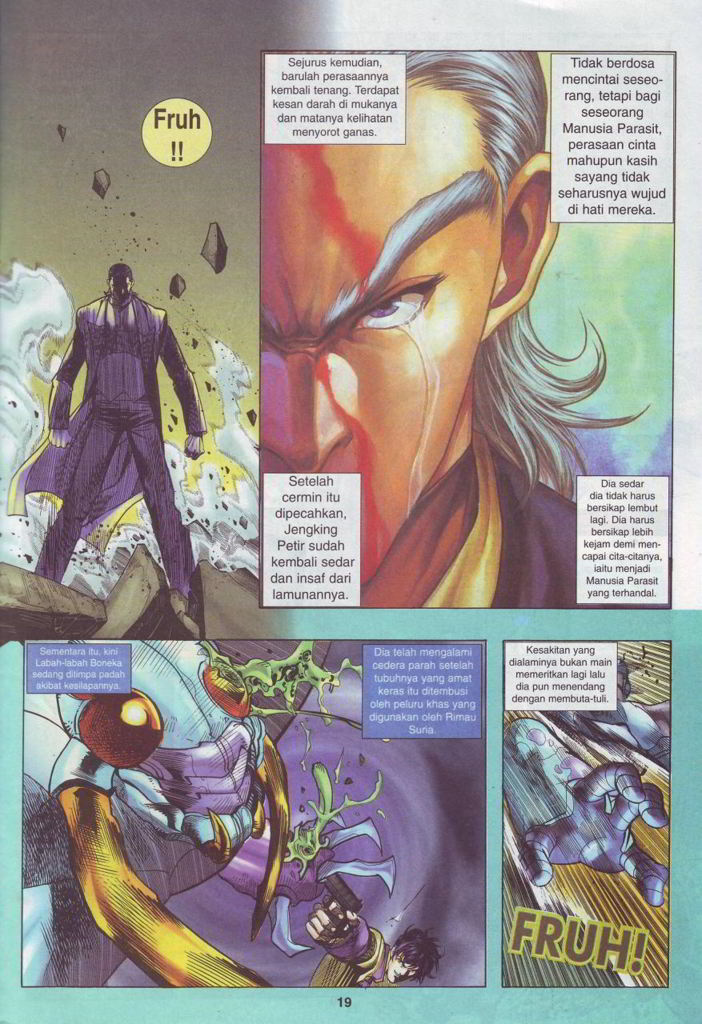 Fruh
!!
Sejurus kemudian,
barulah perasaannya
kembali tenang. Terdapat
kesan darah di mukanya
dan matanya kelihatan
menyorot ganas.
Tidak berdosa
mencintai seseo-
rang, tetapi bagi
seseorang
Manusia Parasit,
perasaan cinta
mahupun kasih
sayang tidak
seharusnya wujud
di hati mereka.
Setelah
cermin itu
dipecahkan,
Jengking
Petir sudah
kembali sedar
dan insaf dari
lamunannya.
Dia sedar
dia tidak harus
bersikap lembut
lagi. Dia harus
bersikap lebih
kejam demi men-
capai cita-citanya,
iaitu menjadi
Manusia Parasit
yang terhandal.
Sementara itu, kini
Labah-labah Boneka
sedang ditimpa padah
akibat kesilapannya.
Dia telah mengalami
cedera parah setelah
tubuhnya yang amat
keras itu ditembusi
oleh peluru khas yang
digunakan oleh Rimau
Suria.
Kesakitan yang
dialaminya bukan main
memeritkan lagi lalu
dia pun menendang
dengan membuta-tuli.
FRUH!
19